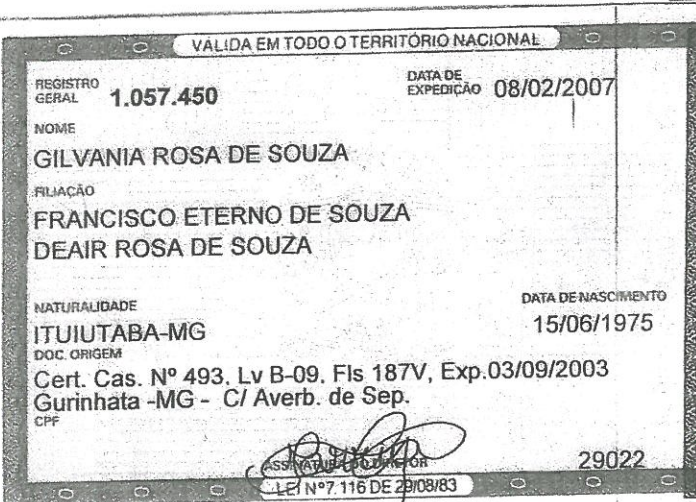 VÁLIDA EM TODO O TERRITÓRIO NACIONAL
REGISTRO GERAL 1.057.450 DATA DE EXPEDIÇÃO 08/02/2007
NOME
GILVANIA ROSA DE SOUZA
FILIAÇÃO
FRANCISCO ETERNO DE SOUZA
DEAIR ROSA DE SOUZA
NATURALIDADE DATA DE NASCIMENTO
ITUIUTABA-MG 15/06/1975
DOC. ORIGEM
Cert. Cas. Nº 493, Lv B-09, Fls 187V, Exp.03/09/2003
Gurinhata -MG - C/ Averb. de Sep.
CPF
ASSINATURA DO DIRETOR 29022
LEI Nº 7.116 DE 29/08/83